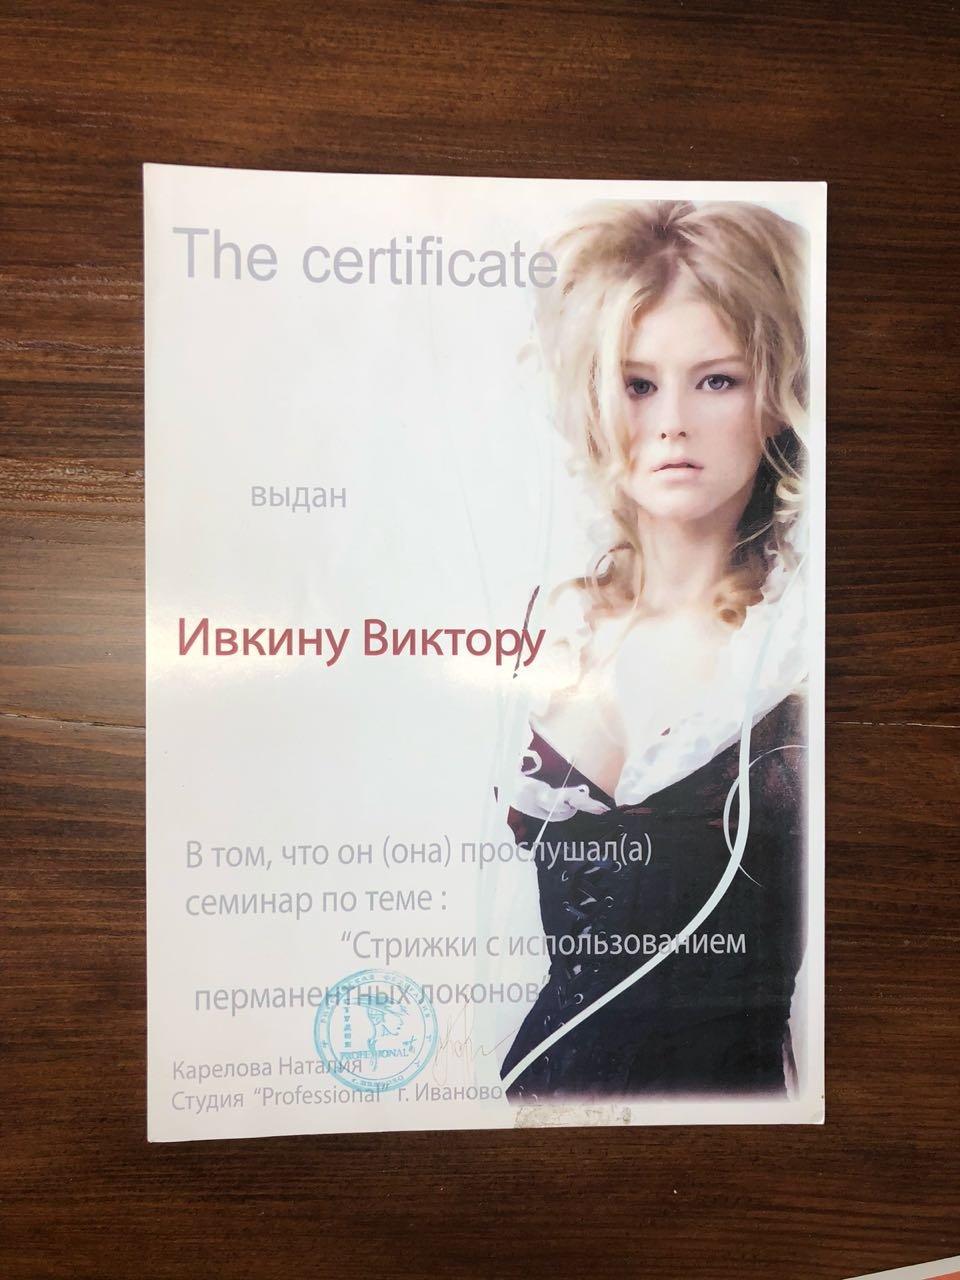 The certificate
выдан
Ивкину Виктору
В том, что он (она) прослушал(а)
семинар по теме :
“Стрижки с использованием
перманентных локонов”
Карелова Наталия
Студия “Professional” г. Иваново
PROFESSIONAL